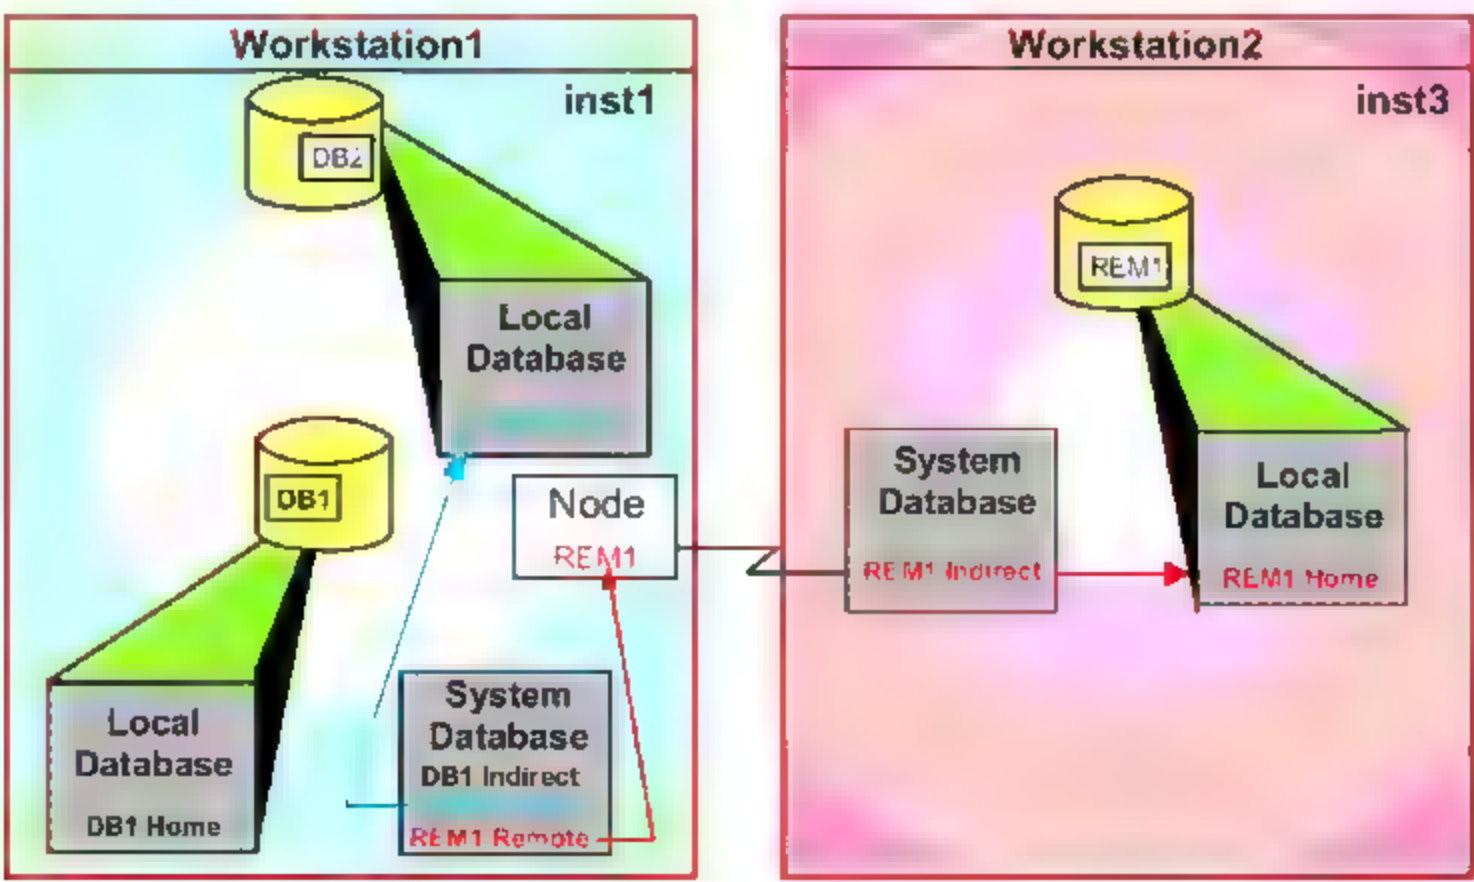 Workstation1
inst1
DB2
Local
Database
DB1
Node
REM1
Local
Database
DB1 Home
System
Database
DB1 Indirect
REM1 Remote
Workstation2
inst3
REM1
System
Database
REM1 Indirect
Local
Database
REM1 Home